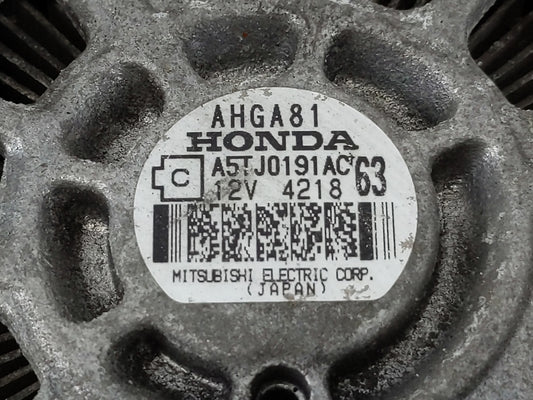 AHGA81
HONDA
A5TJ0191AC
C 12V 4218 63
MITSUBISHI ELECTRIC CORP.
(JAPAN)